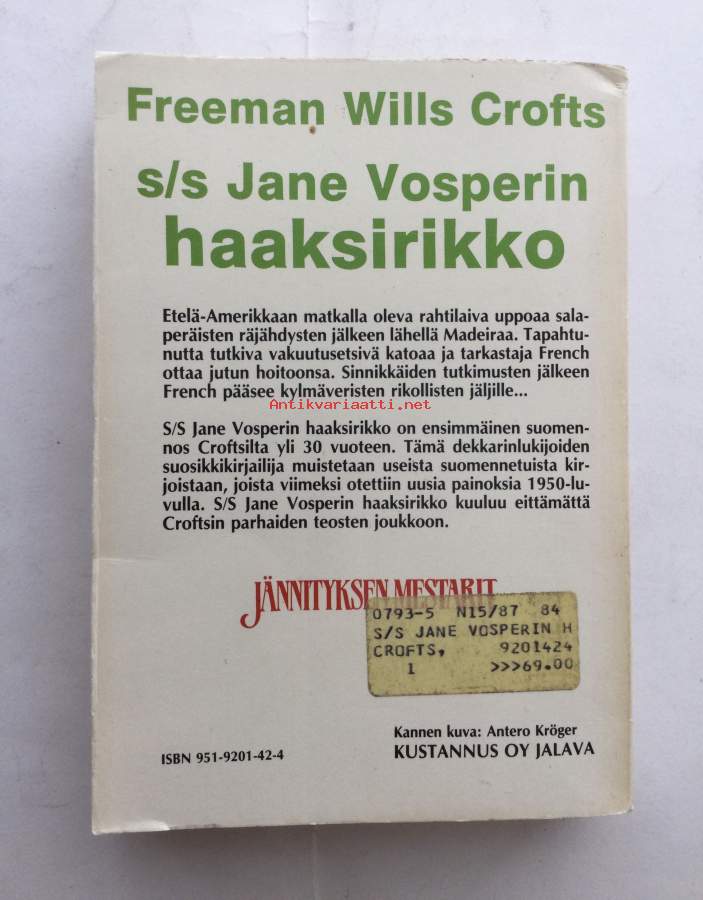 Freeman Wills Crofts
s/s Jane Vosperin
haaksirikko
Etelä-Amerikkaan matkalla oleva rahtilaiva uppoaa sala-
peräisten räjähdysten jälkeen lähellä Madeiraa. Tapahtu-
nutta tutkiva vakuutusetsivä katoaa ja tarkastaja French
ottaa jutun hoitoonsa. Sinnikkäiden tutkimusten jälkeen
French pääsee kylmäveristen rikollisten jäljille...
Antikvariaatti.net
S/S Jane Vosperin haaksirikko on ensimmäinen suomen-
nos Croftsilta yli 30 vuoteen. Tämä dekkarinlukijoiden
suosikkikirjailija muistetaan useista suomennetuista kir-
joistaan, joista viimeksi otettiin uusia painoksia 1950-lu-
vulla. S/S Jane Vosperin haaksirikko kuuluu eittämättä
Croftsin parhaiden teosten joukkoon.
JÄNNITYKSEN MESTARIT
0793-5 N15/87 84
S/S JANE VOSPERIN H
CROFTS, 9201424
1 >>>69.00
Kannen kuva: Antero Kröger
ISBN 951-9201-42-4 KUSTANNUS OY JALAVA